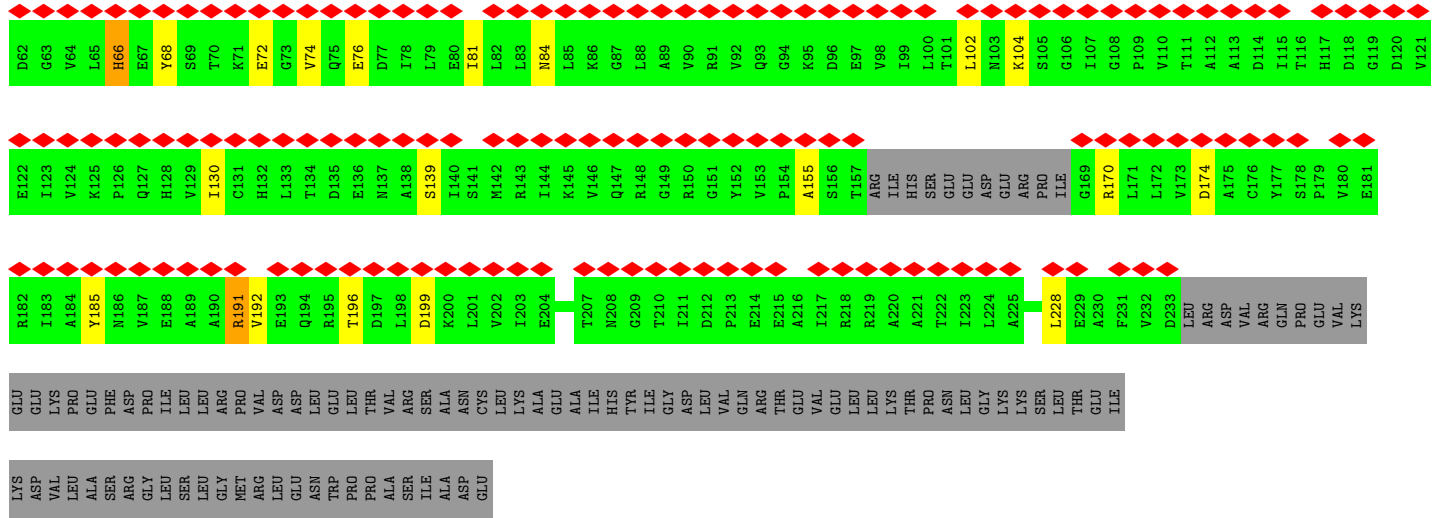 D62 G63 V64 L65 H66 E67 Y68 S69 T70 K71 E72 G73 V74 Q75 E76 D77 I78 L79 E80 I81 L82 L83 N84 L85 K86 G87 L88 A89 V90 R91 V92 Q93 G94 K95 D96 E97 V98 I99 L100 T101 L102 N103 K104 S105 G106 I107 G108 P109 V110 T111 A112 A113 D114 I115 T116 H117 D118 G119 D120 V121
E122 I123 V124 K125 P126 Q127 H128 V129 I130 C131 H132 L133 T134 D135 E136 N137 A138 S139 I140 S141 M142 R143 I144 K145 V146 Q147 R148 G149 R150 G151 Y152 V153 P154 A155 S156 T157 ARG ILE HIS SER GLU GLU ASP GLU ARG PRO ILE G169 R170 L171 L172 V173 D174 A175 C176 Y177 S178 P179 V180 E181
R182 I183 A184 Y185 N186 V187 E188 A189 A190 R191 V192 E193 Q194 R195 T196 D197 L198 D199 K200 L201 V202 I203 E204 T207 N208 G209 T210 I211 D212 P213 E214 E215 A216 I217 R218 R219 A220 A221 T222 I223 L224 A225 L228 E229 A230 F231 V232 D233 LEU ARG ASP VAL ARG GLN PRO GLU VAL LYS
GLU GLU LYS PRO GLU PHE ASP PRO ILE LEU LEU ARG PRO VAL ASP ASP LEU GLU LEU THR VAL ARG SER ALA ASN CYS LEU LYS ALA GLU ALA ILE HIS TYR ILE GLY ASP LEU VAL GLN ARG THR GLU VAL GLU LEU LEU LYS THR PRO ASN LEU GLY LYS LYS SER LEU THR GLU ILE
LYS ASP VAL LEU ALA SER ARG GLY LEU SER LEU GLY MET ARG LEU GLU ASN TRP PRO PRO ALA SER ILE ALA ASP GLU